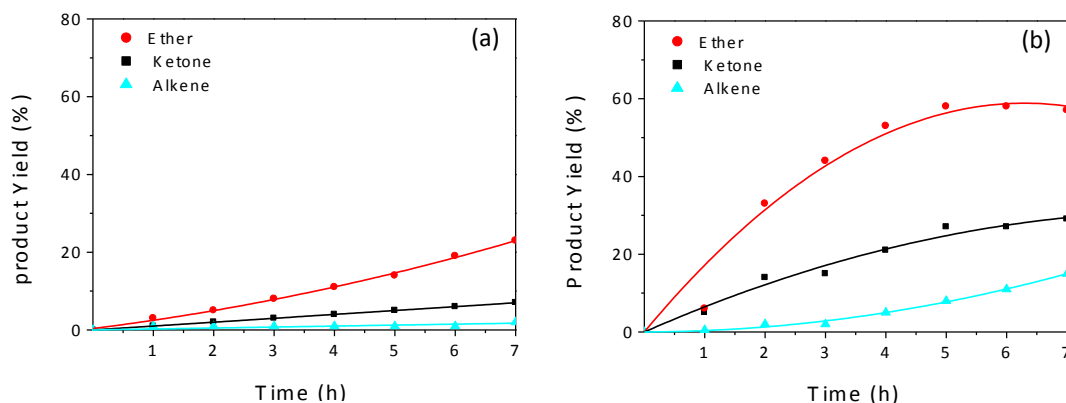 (a)
Ether
Ketone
Alkene
product Yield (%)
80
60
40
20
0
1 2 3 4 5 6 7
Time (h)
(b)
Ether
Ketone
Alkene
Product Yield (%)
80
60
40
20
0
1 2 3 4 5 6 7
Time (h)